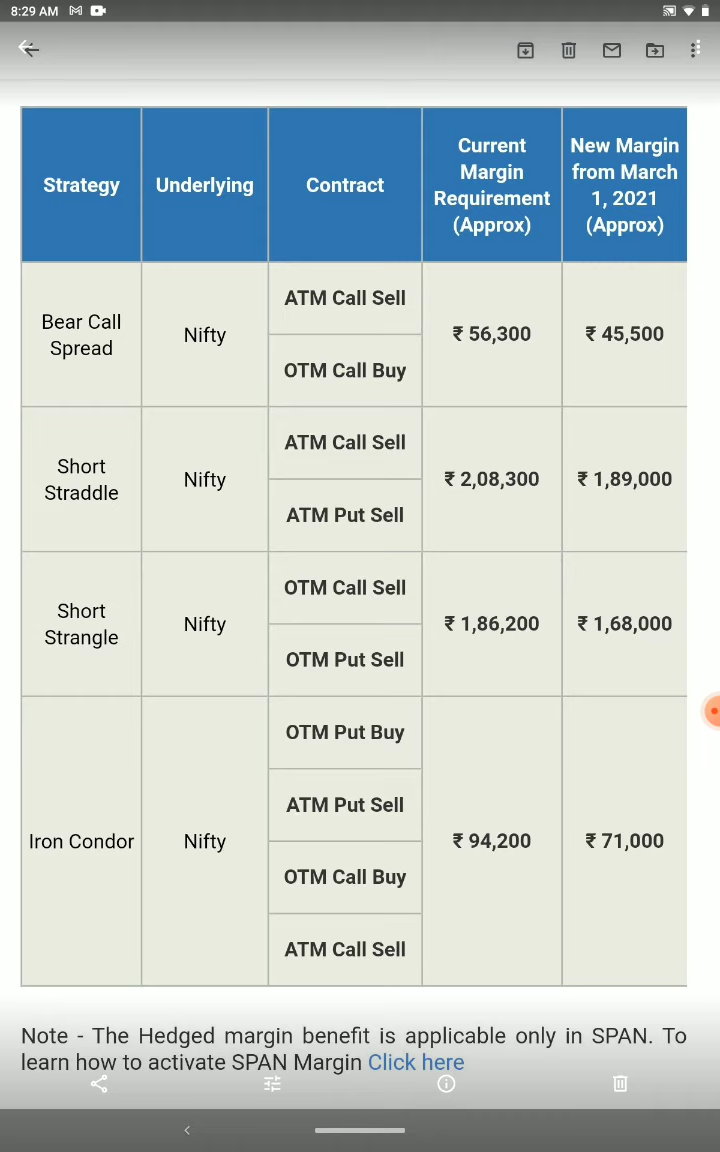 8:29 AM
Strategy
Underlying
Contract
Current
Margin
Requirement
(Approx)
New Margin
from March
1, 2021
(Approx)
Bear Call
Spread
Nifty
ATM Call Sell
OTM Call Buy
₹ 56,300
₹ 45,500
Short
Straddle
Nifty
ATM Call Sell
ATM Put Sell
₹ 2,08,300
₹ 1,89,000
Short
Strangle
Nifty
OTM Call Sell
OTM Put Sell
₹ 1,86,200
₹ 1,68,000
Iron Condor
Nifty
OTM Put Buy
ATM Put Sell
OTM Call Buy
ATM Call Sell
₹ 94,200
₹ 71,000
Note - The Hedged margin benefit is applicable only in SPAN. To
learn how to activate SPAN Margin Click here